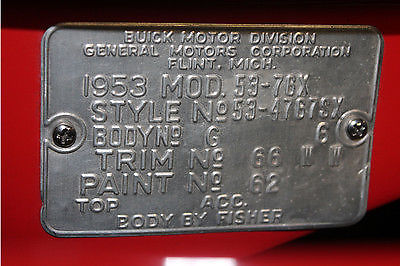 BUICK MOTOR DIVISION
GENERAL MOTORS CORPORATION
FLINT, MICH.
1953 MOD. 53-76X
STYLE Nº 53-4767SX
BODY Nº G 6
TRIM Nº 66 W W
PAINT Nº 62
TOP ACC.
BODY BY FISHER